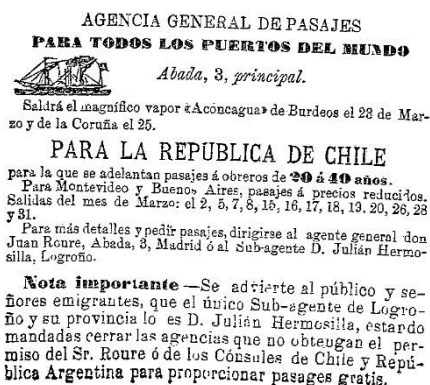 AGENCIA GENERAL DE PASAJES
PARA TODOS LOS PUERTOS DEL MUNDO
Abada, 3, principal.
Saldrá el magnífico vapor «Aconcagua» de Burdeos el 23 de Mar-
zo y de la Coruña el 25.
PARA LA REPUBLICA DE CHILE
para la que se adelantan pasajes á obreros de 20 á 40 años.
Para Montevideo y Buenos Aires, pasajes á precios reducidos.
Salidas del mes de Marzo: el 2, 5, 7, 8, 15, 16, 17, 18, 19, 20, 26, 28
y 31.
Para más detalles y pedir pasajes, dirigirse al agente general don
Juan Roure, Abada, 3, Madrid ó al Sub-agente D. Julián Hermo-
silla, Logroño.
Nota importante—Se advierte al público y se-
ñores emigrantes, que el único Sub-agente de Logro-
ño y su provincia lo es D. Julián Hermosilla, estando
mandadas cerrar las agencias que no obtengan el per-
miso del Sr. Roure ó de los Cónsules de Chile y Repú-
blica Argentina para proporcionar pasages gratis.